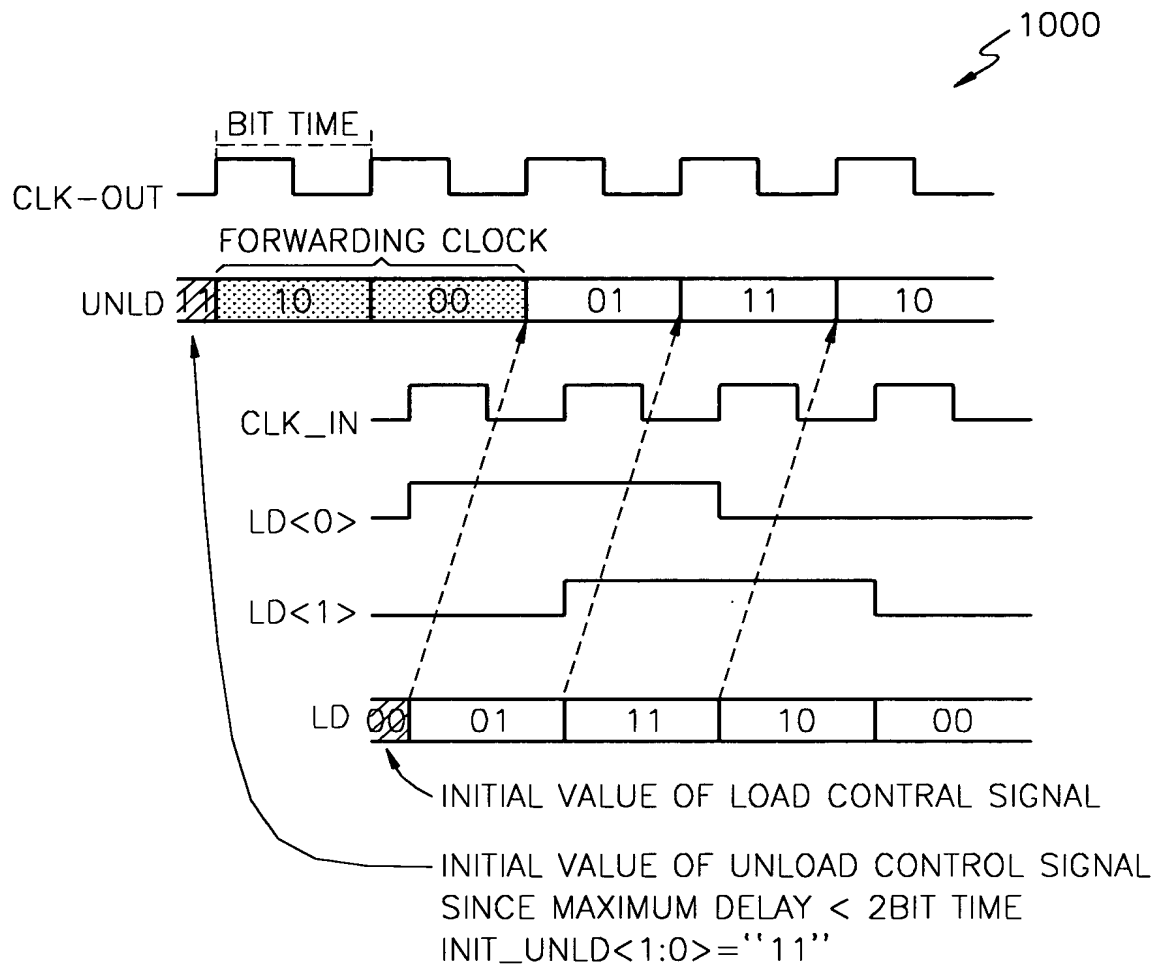 1000
BIT TIME
CLK-OUT
FORWARDING CLOCK
UNLD 11 10 00 01 11 10
CLK_IN
LD<0>
LD<1>
LD 00 01 11 10 00
INITIAL VALUE OF LOAD CONTRAL SIGNAL
INITIAL VALUE OF UNLOAD CONTROL SIGNAL
SINCE MAXIMUM DELAY < 2BIT TIME
INIT_UNLD<1:0>=“11”